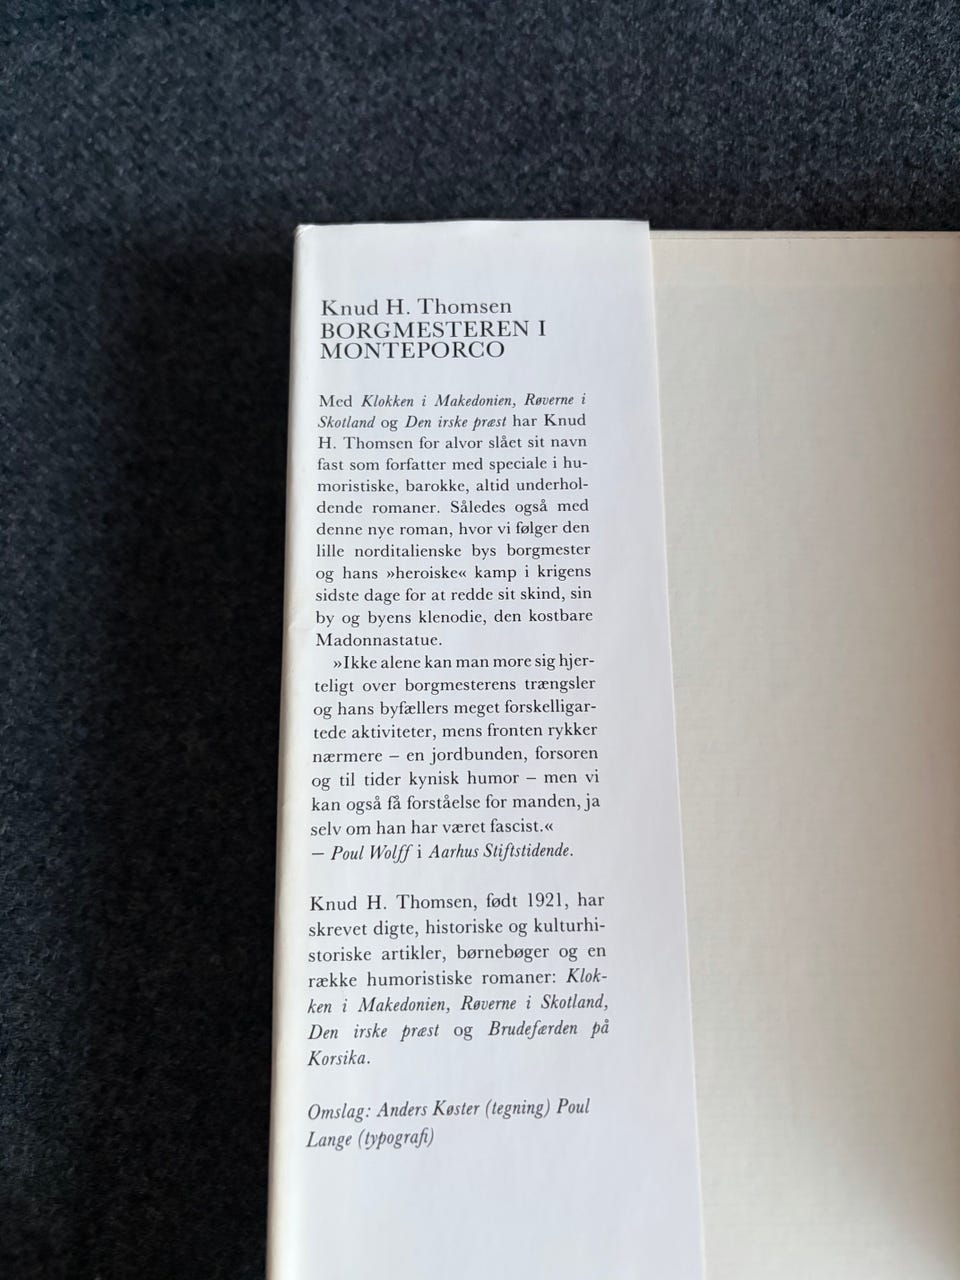 Knud H. Thomsen
BORGMESTEREN I
MONTEPORCO
Med Klokken i Makedonien, Røverne i
Skotland og Den irske præst har Knud
H. Thomsen for alvor slået sit navn
fast som forfatter med speciale i hu-
moristiske, barokke, altid underhol-
dende romaner. Således også med
denne nye roman, hvor vi følger den
lille norditalienske bys borgmester
og hans »heroiske« kamp i krigens
sidste dage for at redde sit skind, sin
by og byens klenodie, den kostbare
Madonnastatue.
»Ikke alene kan man more sig hjer-
teligt over borgmesterens trængsler
og hans byfællers meget forskelligar-
tede aktiviteter, mens fronten rykker
nærmere – en jordbunden, forsoren
og til tider kynisk humor – men vi
kan også få forståelse for manden, ja
selv om han har været fascist.«
– Poul Wolff i Aarhus Stiftstidende.
Knud H. Thomsen, født 1921, har
skrevet digte, historiske og kulturhi-
storiske artikler, børnebøger og en
række humoristiske romaner: Klok-
ken i Makedonien, Røverne i Skotland,
Den irske præst og Brudefærden på
Korsika.
Omslag: Anders Køster (tegning) Poul
Lange (typografi)